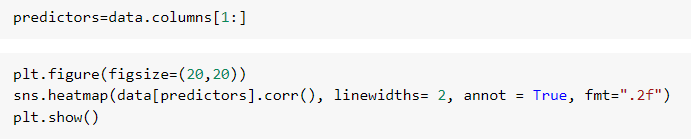 predictors=data.columns[1:]
plt.figure(figsize=(20,20))
sns.heatmap(data[predictors].corr(), linewidths= 2, annot = True, fmt=".2f")
plt.show()